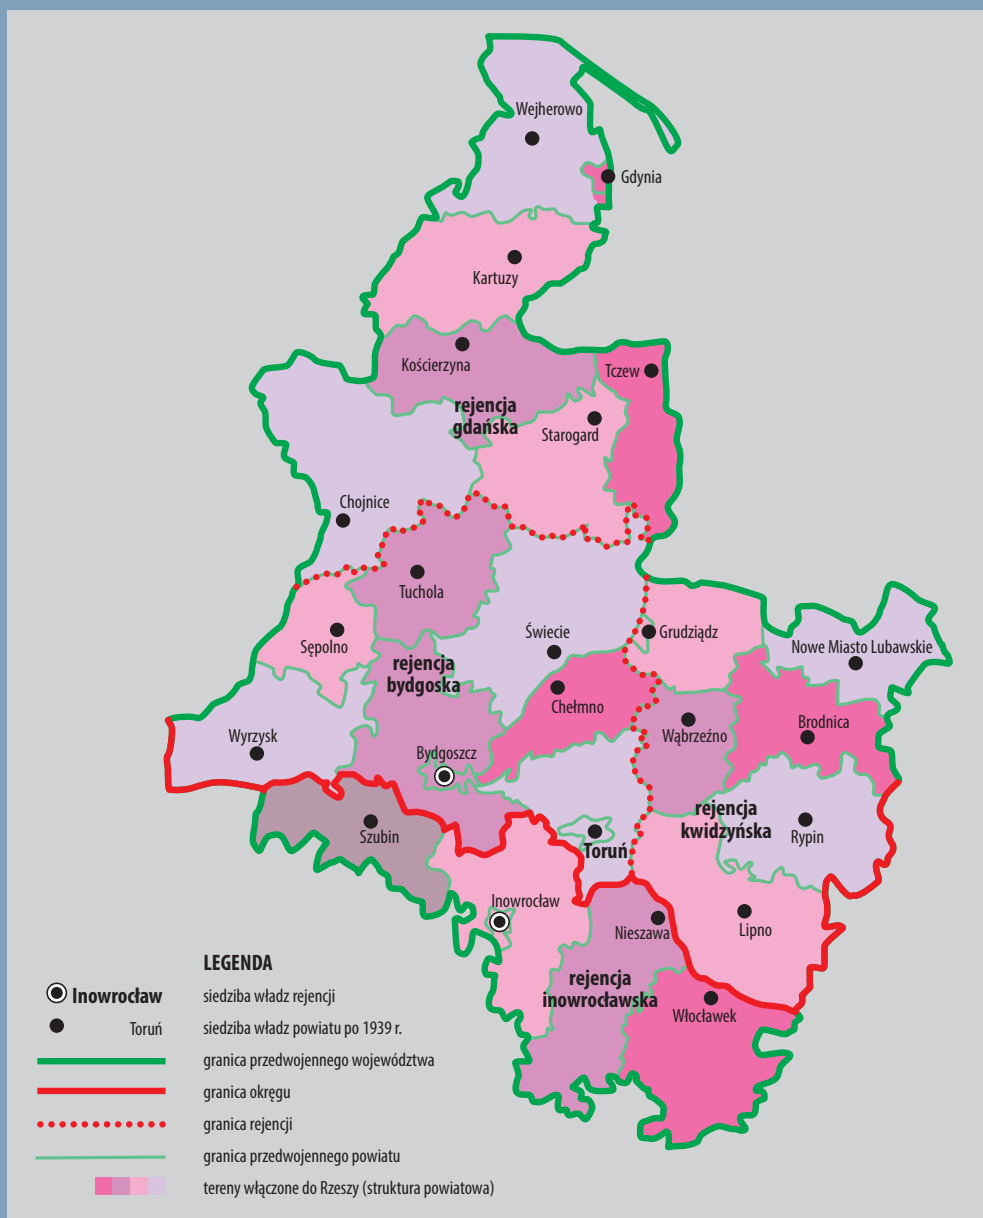 Wejherowo
Gdynia
Kartuzy
Kościerzyna
Tczew
rejencja
gdańska
Starogard
Chojnice
Tuchola
Świecie
Grudziądz
Sępolno
Nowe Miasto Lubawskie
rejencja
bydgoska
Chełmno
Brodnica
Wąbrzeźno
Wyrzysk
Bydgoszcz
rejencja
kwidzyńska
Rypin
Szubin
Toruń
Inowrocław
Nieszawa
Lipno
rejencja
inowrocławska
Włocławek
LEGENDA
Inowrocław siedziba władz rejencji
Toruń siedziba władz powiatu po 1939 r.
granica przedwojennego województwa
granica okręgu
granica rejencji
granica przedwojennego powiatu
tereny włączone do Rzeszy (struktura powiatowa)